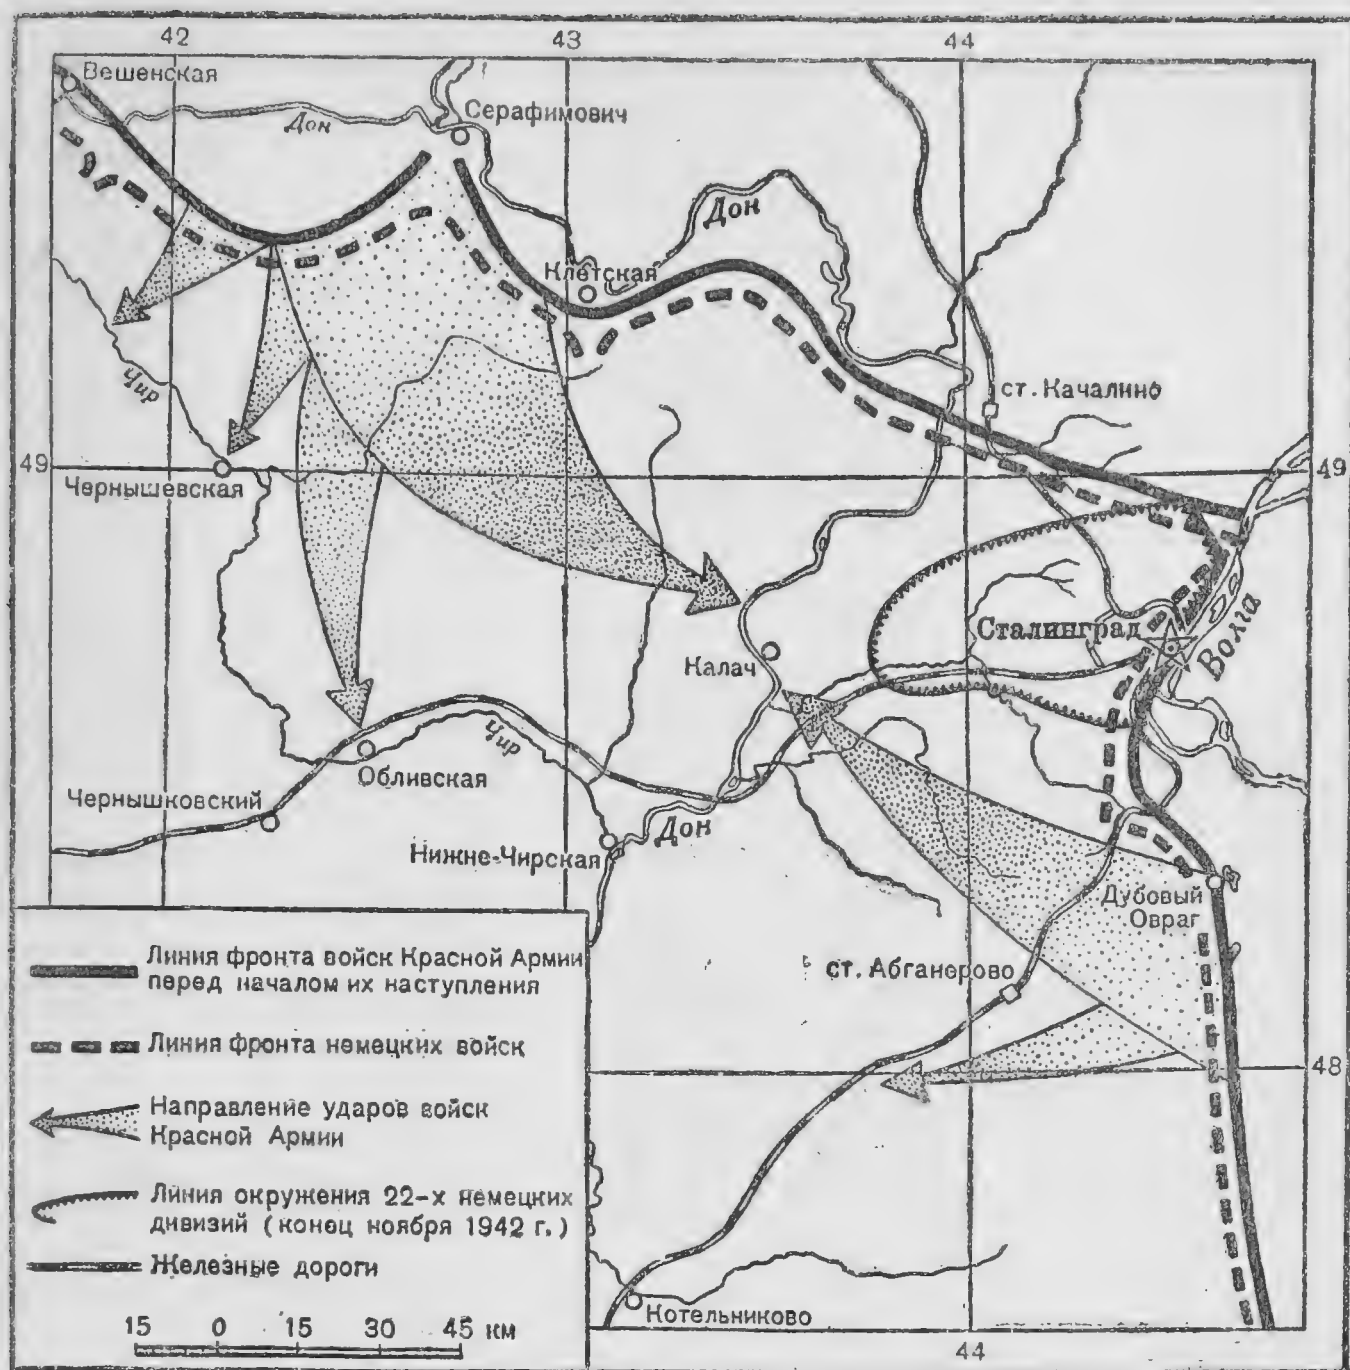 42
43
44
Вешенская
Дон
Серафимович
Дон
Клетская
Чир
ст. Качалино
49
49
Чернышевская
Сталинград
Волга
Калач
Чир
Обливская
Чернышковский
Дон
Нижне-Чирская
Дубовый
Овраг
ст. Абганерово
48
Линия фронта войск Красной Армии
перед началом их наступления
Линия фронта немецких войск
Направление ударов войск
Красной Армии
Линия окружения 22-х немецких
дивизий (конец ноября 1942 г.)
Железные дороги
15 0 15 30 45 км
Котельниково
44